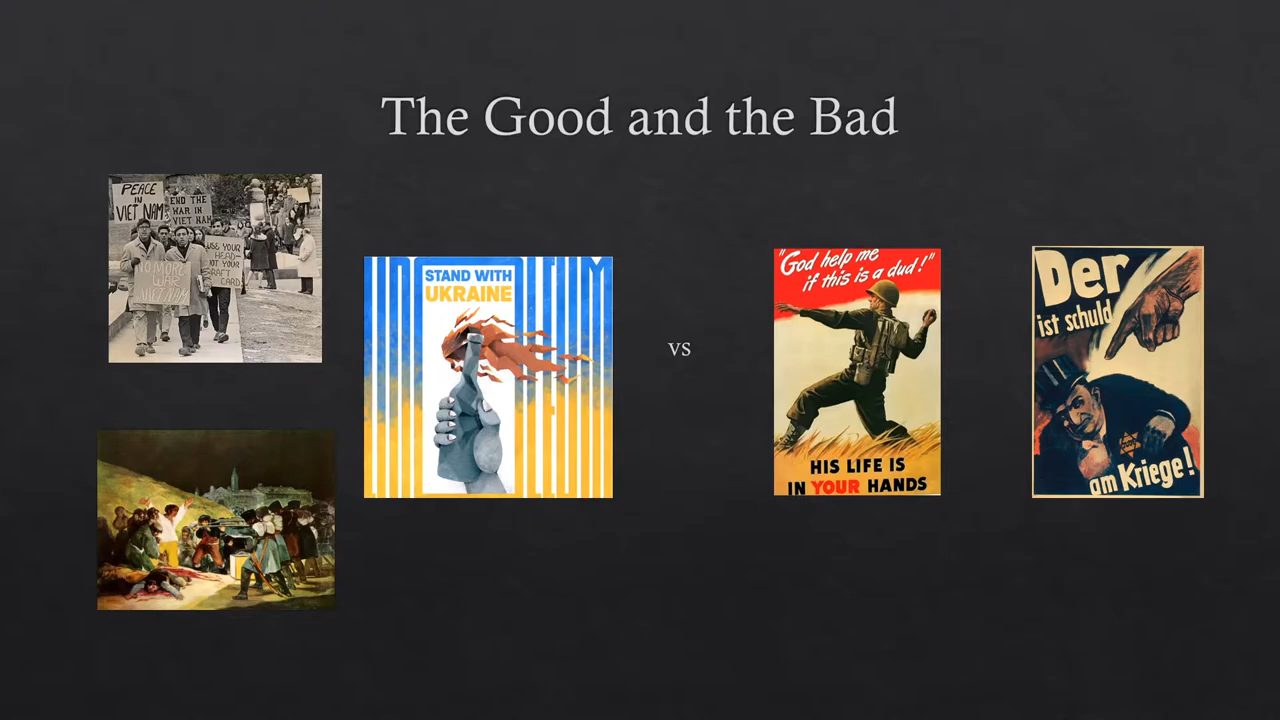 The Good and the Bad
PEACE
IN
VIET NAM
END THE
WAR IN
VIET NAM
USE YOUR
HEAD—
NOT YOUR
DRAFT
CARD
NO MORE
WAR
VIETNAM
STAND WITH
UKRAINE
vs
"God help me
if this is a dud!"
HIS LIFE IS
IN YOUR HANDS
Der
ist schuld
am Kriege!